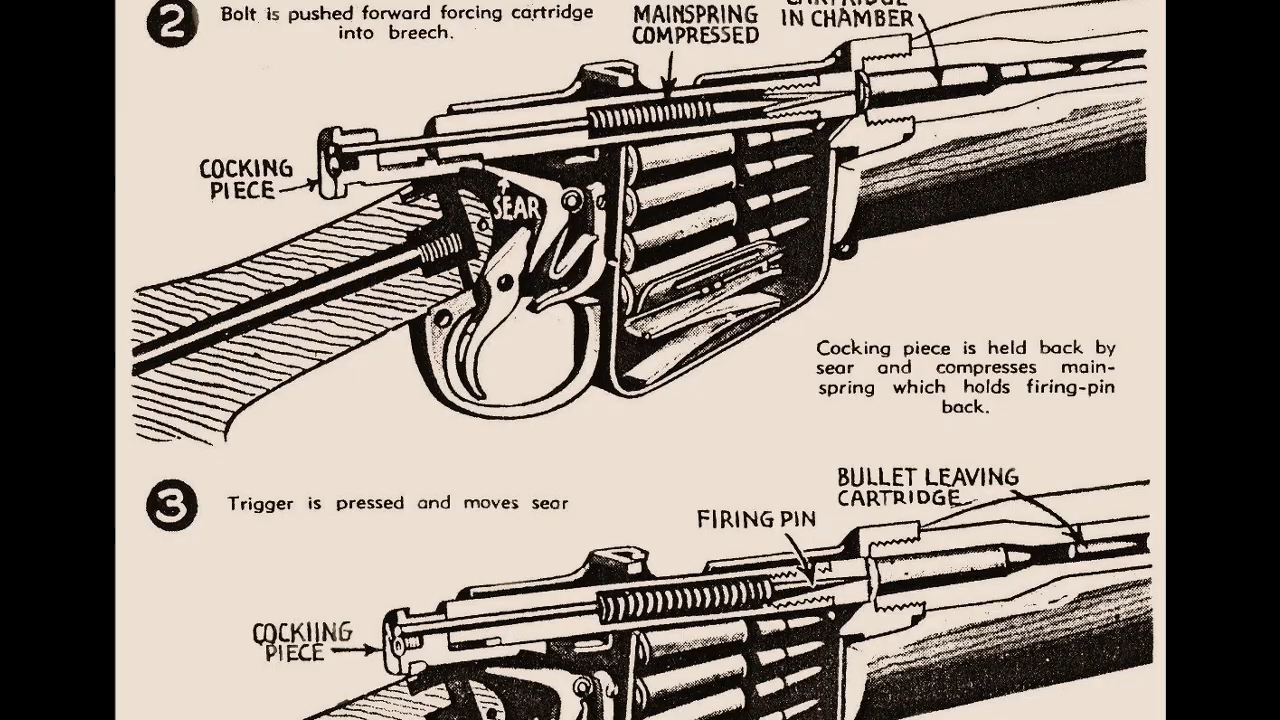 2
Bolt is pushed forward forcing cartridge
into breech.
MAINSPRING
COMPRESSED
CARTRIDGE
IN CHAMBER
COCKING
PIECE
SEAR
Cocking piece is held back by
sear and compresses main-
spring which holds firing-pin
back.
3
Trigger is pressed and moves sear
BULLET LEAVING
CARTRIDGE
FIRING PIN
COCKIING
PIECE